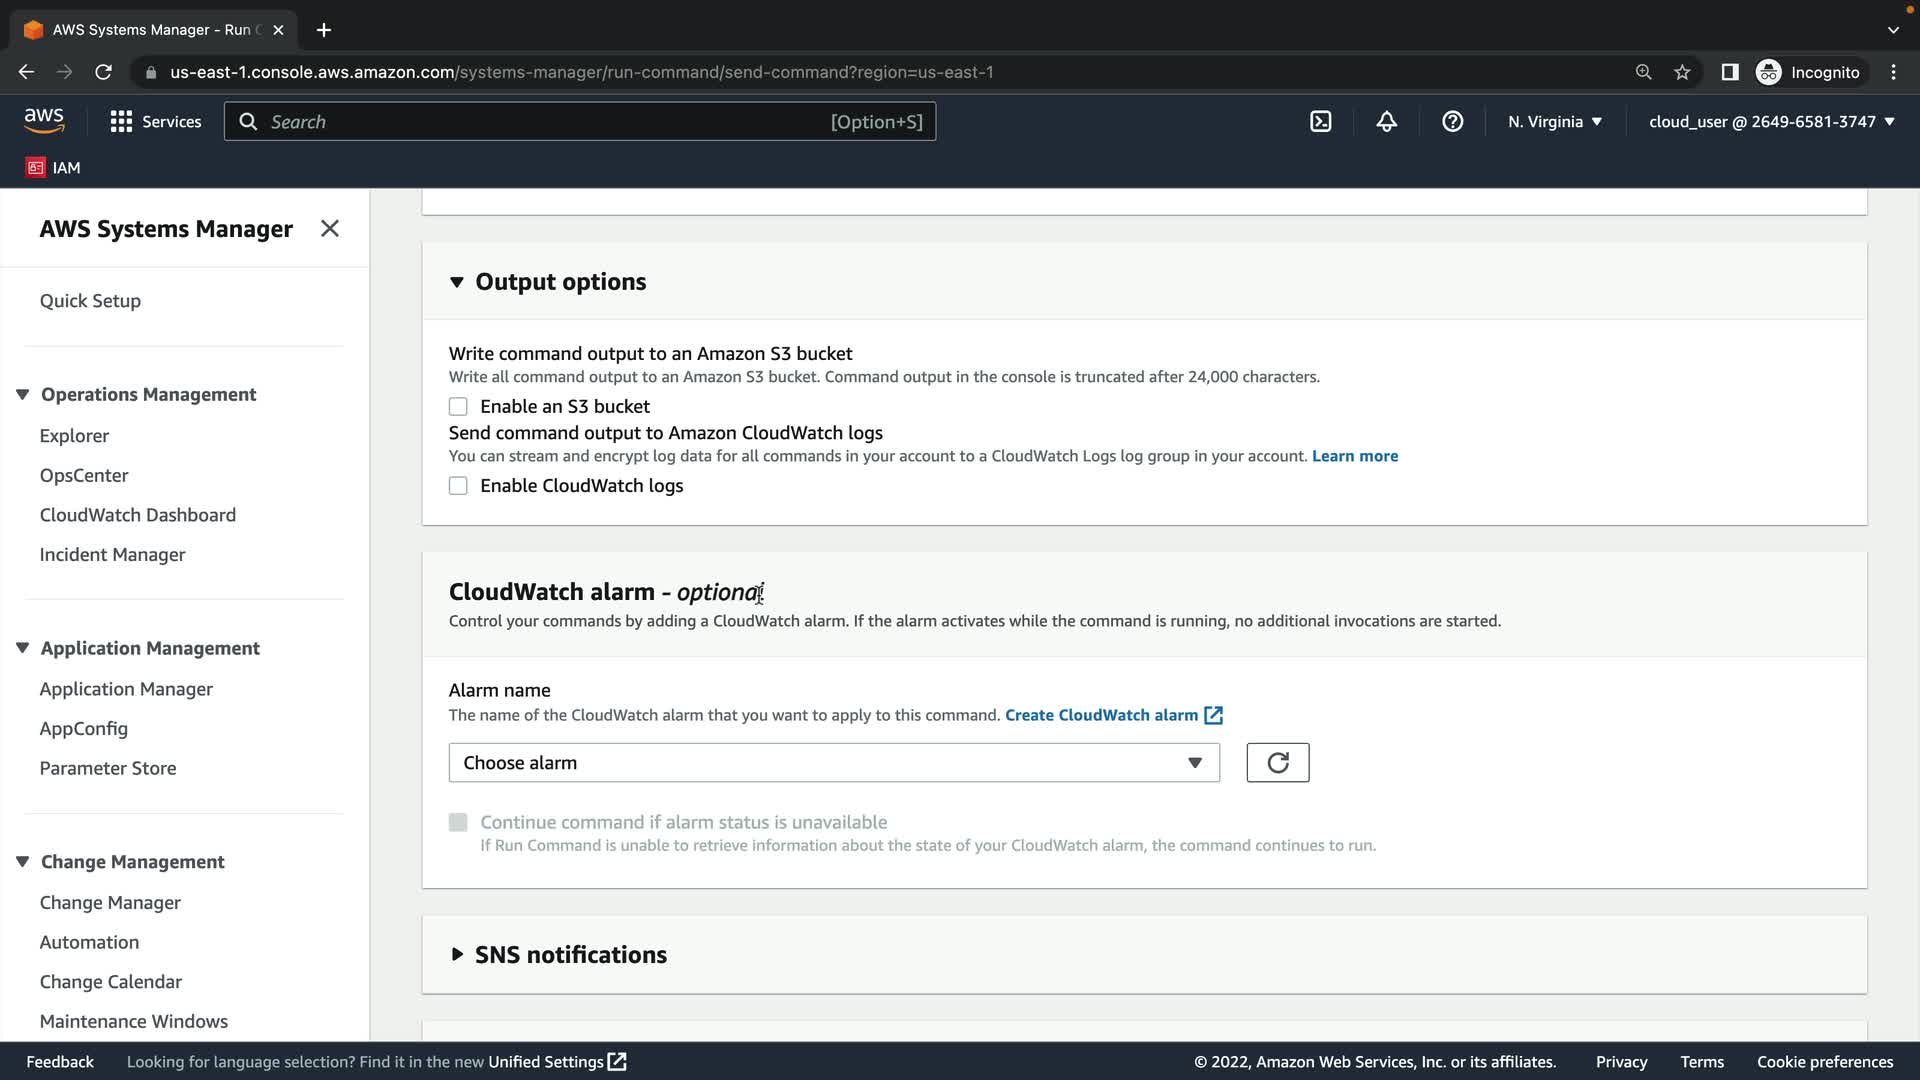 AWS Systems Manager - Run C
us-east-1.console.aws.amazon.com/systems-manager/run-command/send-command?region=us-east-1
Incognito
aws
Services
Search
[Option+S]
N. Virginia
cloud_user @ 2649-6581-3747
IAM
AWS Systems Manager
Quick Setup
Operations Management
Explorer
OpsCenter
CloudWatch Dashboard
Incident Manager
Application Management
Application Manager
AppConfig
Parameter Store
Change Management
Change Manager
Automation
Change Calendar
Maintenance Windows
Output options
Write command output to an Amazon S3 bucket
Write all command output to an Amazon S3 bucket. Command output in the console is truncated after 24,000 characters.
Enable an S3 bucket
Send command output to Amazon CloudWatch logs
You can stream and encrypt log data for all commands in your account to a CloudWatch Logs log group in your account. Learn more
Enable CloudWatch logs
CloudWatch alarm - optional
Control your commands by adding a CloudWatch alarm. If the alarm activates while the command is running, no additional invocations are started.
Alarm name
The name of the CloudWatch alarm that you want to apply to this command. Create CloudWatch alarm
Choose alarm
Continue command if alarm status is unavailable
If Run Command is unable to retrieve information about the state of your CloudWatch alarm, the command continues to run.
SNS notifications
Feedback
Looking for language selection? Find it in the new Unified Settings
© 2022, Amazon Web Services, Inc. or its affiliates.
Privacy
Terms
Cookie preferences